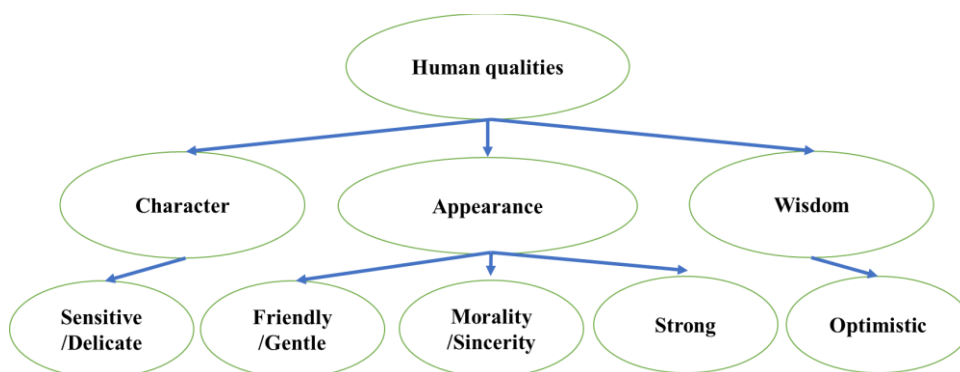 Human qualities
Character
Appearance
Wisdom
Sensitive
/Delicate
Friendly
/Gentle
Morality
/Sincerity
Strong
Optimistic